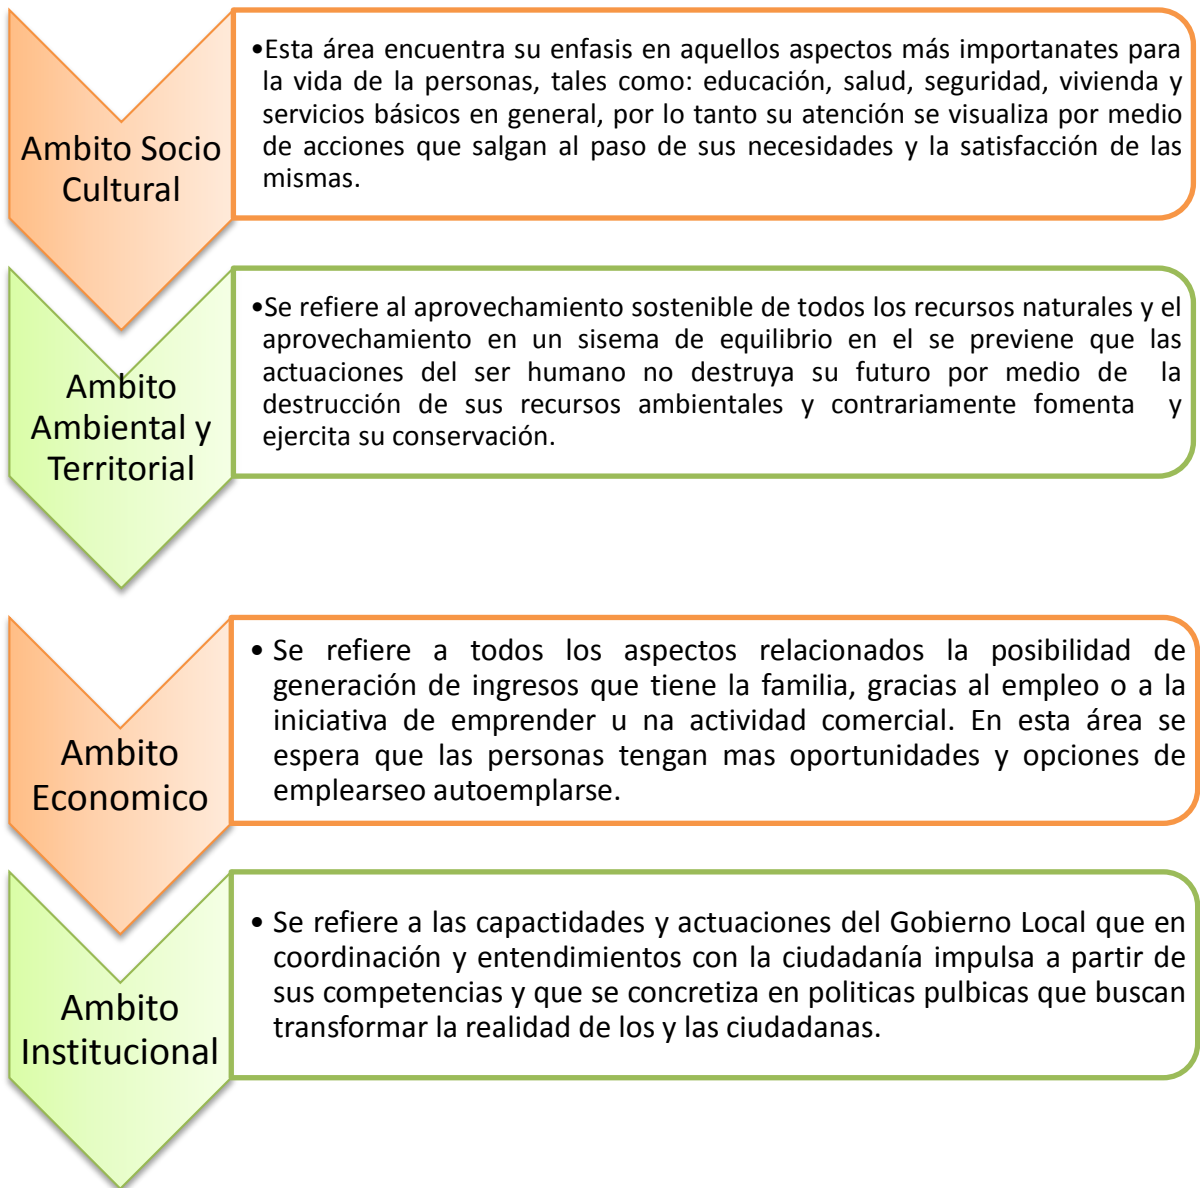 Ambito Socio
Cultural
•Esta área encuentra su enfasis en aquellos aspectos más importanates para
la vida de la personas, tales como: educación, salud, seguridad, vivienda y
servicios básicos en general, por lo tanto su atención se visualiza por medio
de acciones que salgan al paso de sus necesidades y la satisfacción de las
mismas.
Ambito
Ambiental y
Territorial
•Se refiere al aprovechamiento sostenible de todos los recursos naturales y el
aprovechamiento en un sisema de equilibrio en el se previene que las
actuaciones del ser humano no destruya su futuro por medio de la
destrucción de sus recursos ambientales y contrariamente fomenta y
ejercita su conservación.
Ambito
Economico
• Se refiere a todos los aspectos relacionados la posibilidad de
generación de ingresos que tiene la familia, gracias al empleo o a la
iniciativa de emprender u na actividad comercial. En esta área se
espera que las personas tengan mas oportunidades y opciones de
emplearseo autoemplarse.
Ambito
Institucional
• Se refiere a las capactidades y actuaciones del Gobierno Local que en
coordinación y entendimientos con la ciudadanía impulsa a partir de
sus competencias y que se concretiza en politicas pulbicas que buscan
transformar la realidad de los y las ciudadanas.